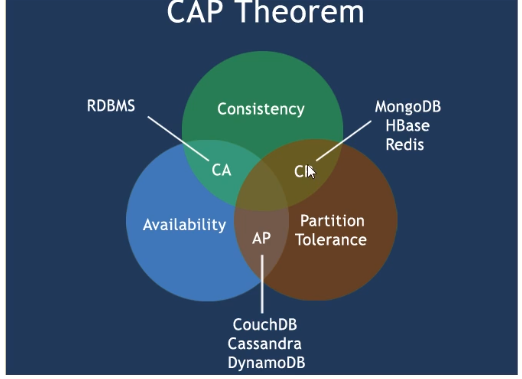 CAP Theorem
RDBMS
Consistency
MongoDB
HBase
Redis
CA
Availability
Partition
Tolerance
AP
CouchDB
Cassandra
DynamoDB